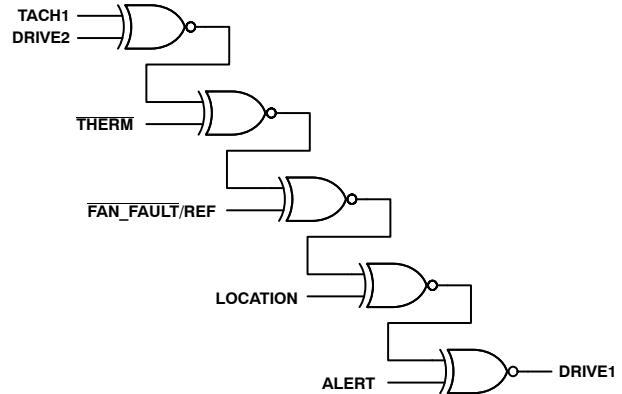 TACH1
DRIVE2
THERM
FAN_FAULT/REF
LOCATION
ALERT
DRIVE1